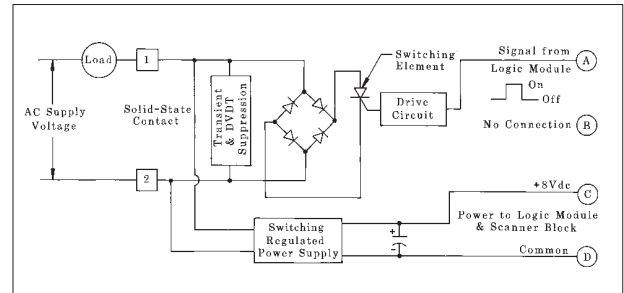 Load
1
AC Supply
Voltage
2
Solid-State
Contact
Transient
& DVDT
Suppression
Switching
Element
Drive
Circuit
Signal from
Logic Module
On
Off
A
No Connection
B
+8Vdc
C
Power to Logic Module
& Scanner Block
Switching
Regulated
Power Supply
+
-
Common
D